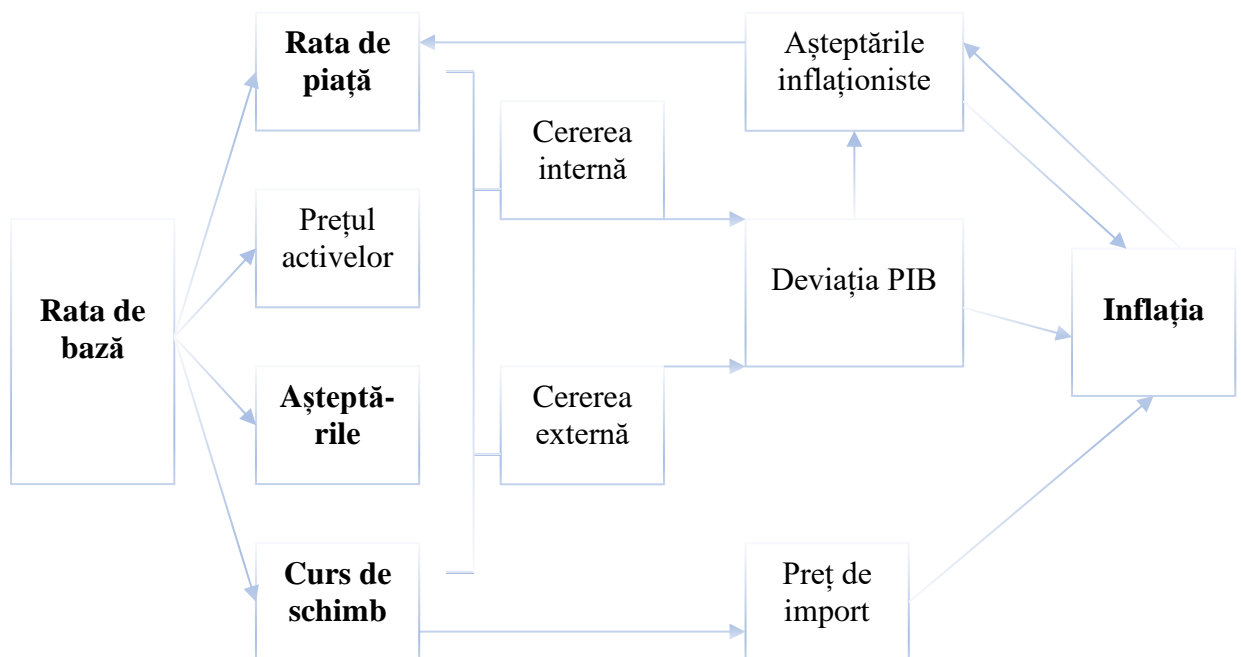 Rata de
bază
Rata de
piață
Prețul
activelor
Așteptă-
rile
Curs de
schimb
Cererea
internă
Cererea
externă
Așteptările
inflaționiste
Deviația PIB
Preț de
import
Inflația